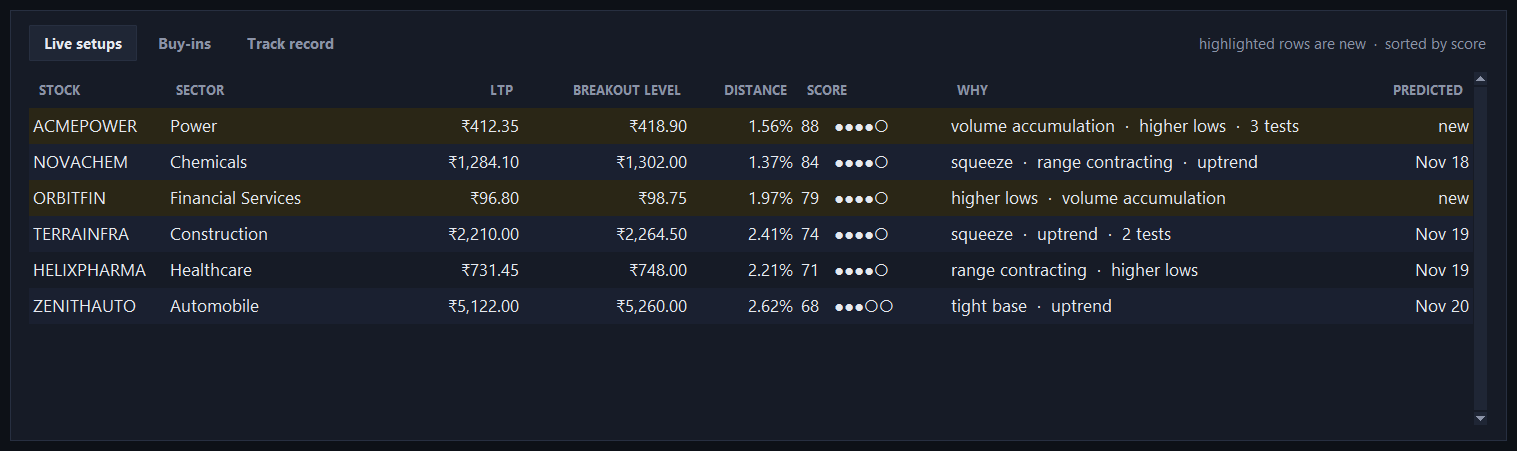 Live setups Buy-ins Track record highlighted rows are new · sorted by score
STOCK SECTOR LTP BREAKOUT LEVEL DISTANCE SCORE WHY PREDICTED
ACMEPOWER Power ₹412.35 ₹418.90 1.56% 88 ●●●●○ volume accumulation · higher lows · 3 tests new
NOVACHEM Chemicals ₹1,284.10 ₹1,302.00 1.37% 84 ●●●●○ squeeze · range contracting · uptrend Nov 18
ORBITFIN Financial Services ₹96.80 ₹98.75 1.97% 79 ●●●●○ higher lows · volume accumulation new
TERRAINFRA Construction ₹2,210.00 ₹2,264.50 2.41% 74 ●●●●○ squeeze · uptrend · 2 tests Nov 19
HELIXPHARMA Healthcare ₹731.45 ₹748.00 2.21% 71 ●●●●○ range contracting · higher lows Nov 19
ZENITHAUTO Automobile ₹5,122.00 ₹5,260.00 2.62% 68 ●●●○○ tight base · uptrend Nov 20